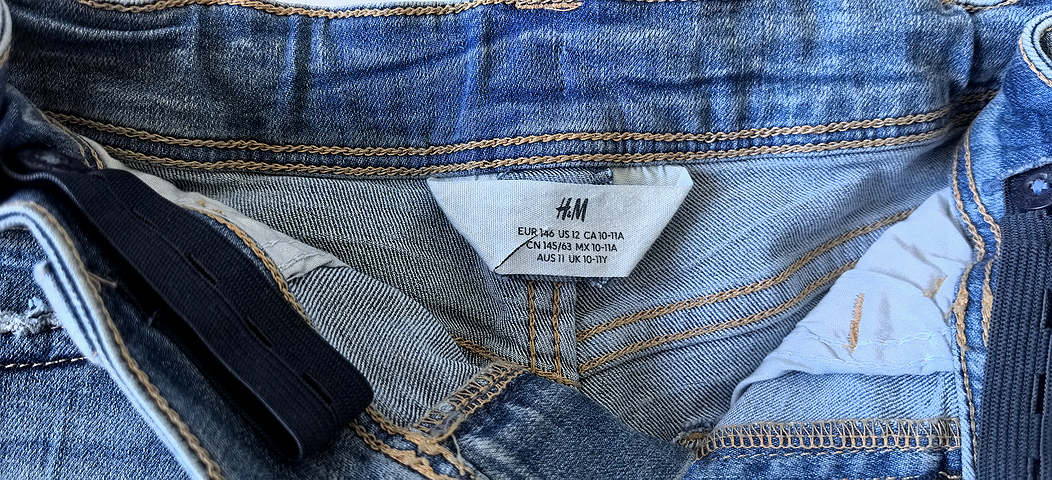 H&M
EUR 146 US 12 CA 10-11A
CN 145/63 MX 10-11A
AUS 11 UK 10-11Y